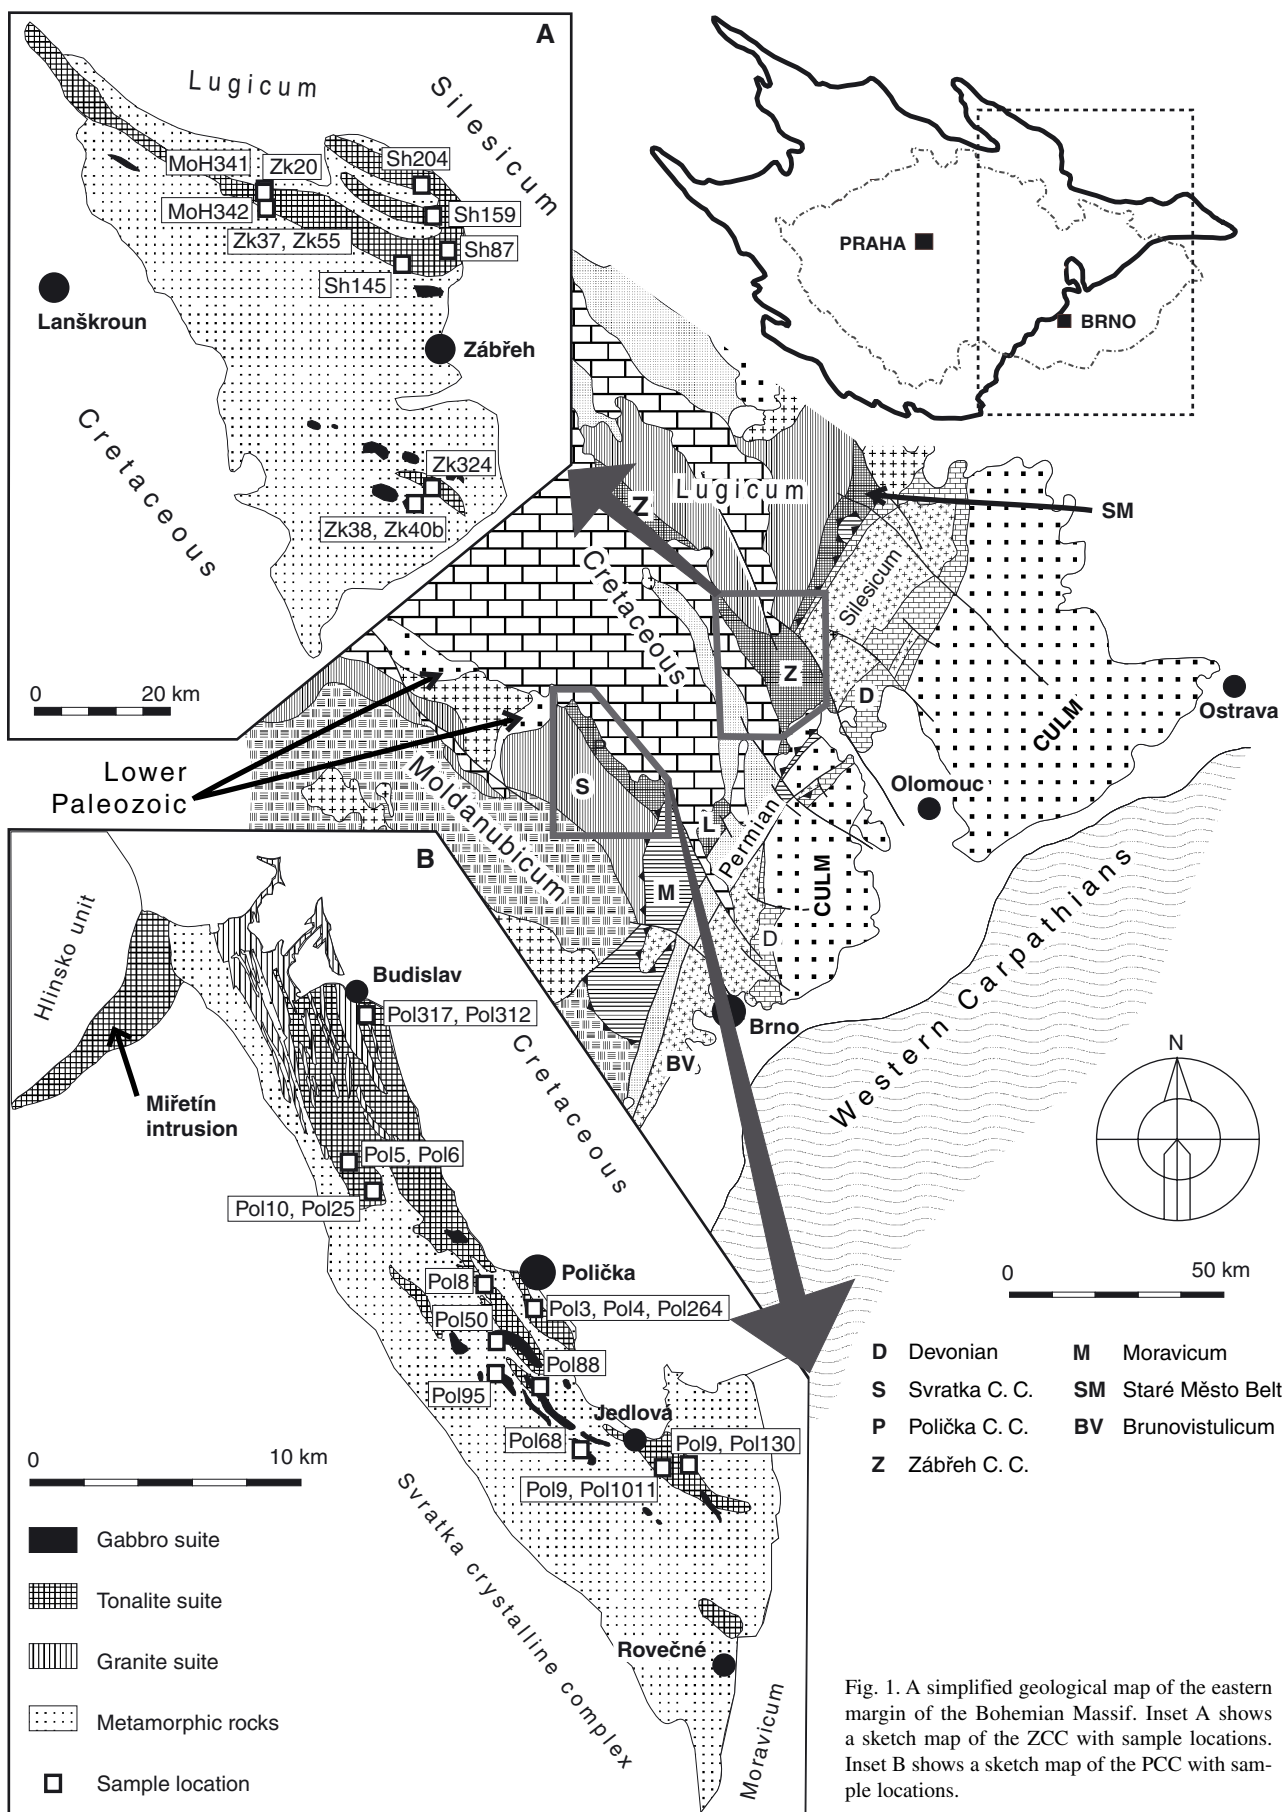 A
Lugicum
Silesicum
MoH341
Zk20
Sh204
MoH342
Sh159
Zk37, Zk55
Sh87
Sh145
Lanškroun
Zábřeh
Cretaceous
Zk324
Zk38, Zk40b
0
20 km
PRAHA
BRNO
Lugicum
Z
SM
Cretaceous
Silesicum
Z
D
CULM
Ostrava
Olomouc
Lower
Paleozoic
Moldanubicum
S
L
Permian
M
CULM
D
Brno
BV
Western Carpathians
N
0
50 km
B
Hlinsko unit
Budislav
Pol317, Pol312
Cretaceous
Miřetín
intrusion
Pol5, Pol6
Pol10, Pol25
Polička
Pol8
Pol3, Pol4, Pol264
Pol50
Pol88
Pol95
Jedlová
Pol68
Pol9, Pol130
Pol9, Pol1011
0
10 km
Svratka crystalline complex
Rovečné
Moravicum
Gabbro suite
Tonalite suite
Granite suite
Metamorphic rocks
Sample location
D Devonian
M Moravicum
S Svratka C. C.
SM Staré Město Belt
P Polička C. C.
BV Brunovistulicum
Z Zábřeh C. C.
Fig. 1. A simplified geological map of the eastern
margin of the Bohemian Massif. Inset A shows
a sketch map of the ZCC with sample locations.
Inset B shows a sketch map of the PCC with sam-
ple locations.